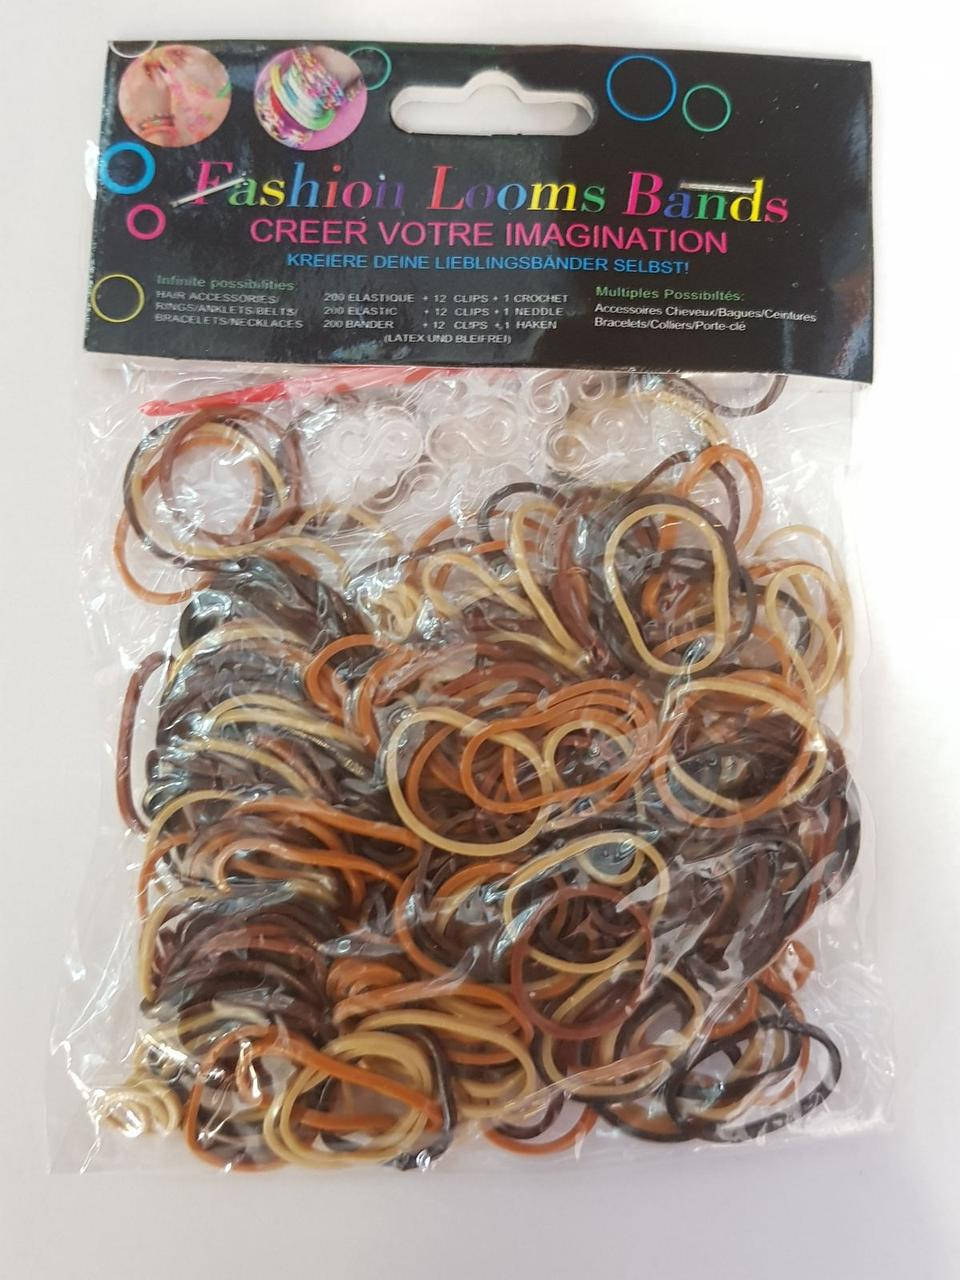 Fashion Looms Bands
CREER VOTRE IMAGINATION
KREIERE DEINE LIEBLINGSBÄNDER SELBST!
Infinite possibilities:
HAIR ACCESSORIES/
RINGS/ANKLETS/BELTS/
BRACELETS/NECKLACES
200 ELASTIQUE + 12 CLIPS + 1 CROCHET
200 ELASTIC + 12 CLIPS + 1 NEDDLE
200 BANDER + 12 CLIPS + 1 HAKEN
(LATEX UND BLEIFREI)
Multiples Possibiltés:
Accessoires Cheveux/Bagues/Ceintures
Bracelets/Colliers/Porte-clé